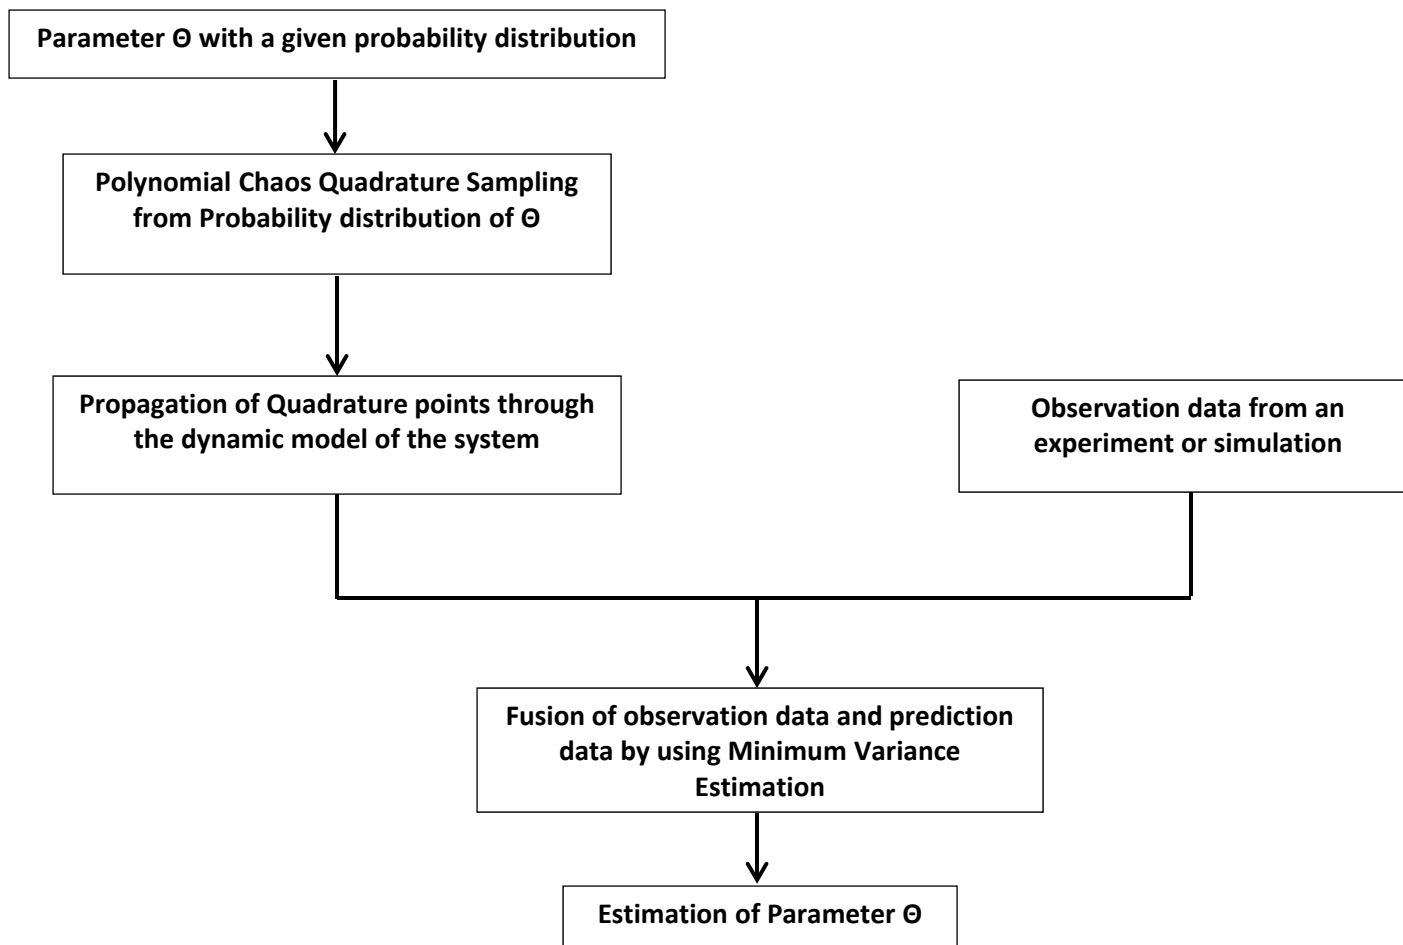 Parameter Θ with a given probability distribution
Polynomial Chaos Quadrature Sampling
from Probability distribution of Θ
Propagation of Quadrature points through
the dynamic model of the system
Observation data from an
experiment or simulation
Fusion of observation data and prediction
data by using Minimum Variance
Estimation
Estimation of Parameter Θ